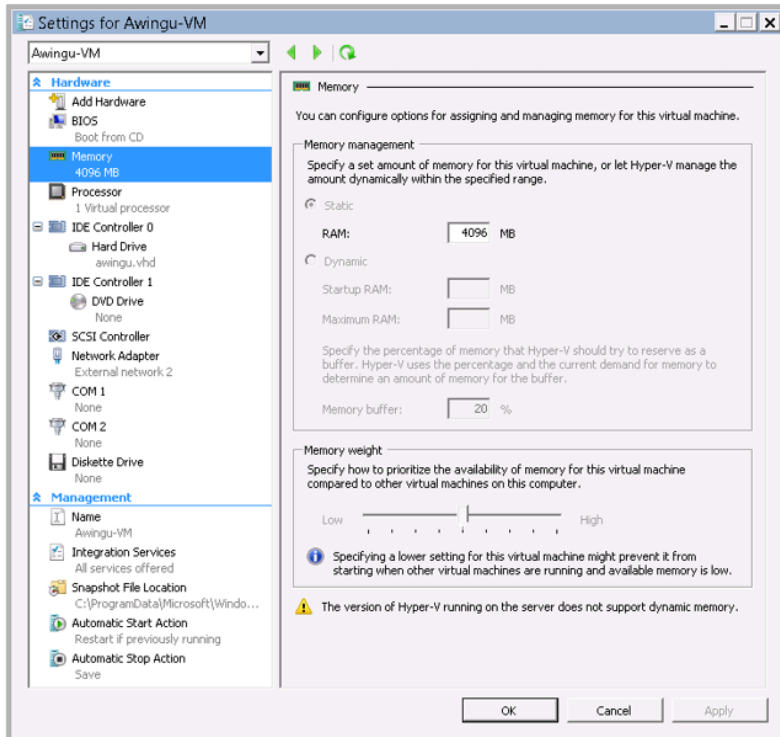 Settings for Awingu-VM
Awingu-VM
Hardware
Add Hardware
BIOS
Boot from CD
Memory
4096 MB
Processor
1 Virtual processor
IDE Controller 0
Hard Drive
awingu.vhd
IDE Controller 1
DVD Drive
None
SCSI Controller
Network Adapter
External network 2
COM 1
None
COM 2
None
Diskette Drive
None
Management
Name
Awingu-VM
Integration Services
All services offered
Snapshot File Location
C:\ProgramData\Microsoft\Windo...
Automatic Start Action
Restart if previously running
Automatic Stop Action
Save
Memory
You can configure options for assigning and managing memory for this virtual machine.
Memory management
Specify a set amount of memory for this virtual machine, or let Hyper-V manage the
amount dynamically within the specified range.
Static
RAM: 4096 MB
Dynamic
Startup RAM: MB
Maximum RAM: MB
Specify the percentage of memory that Hyper-V should try to reserve as a
buffer. Hyper-V uses the percentage and the current demand for memory to
determine an amount of memory for the buffer.
Memory buffer: 20 %
Memory weight
Specify how to prioritize the availability of memory for this virtual machine
compared to other virtual machines on this computer.
Low High
Specifying a lower setting for this virtual machine might prevent it from
starting when other virtual machines are running and available memory is low.
The version of Hyper-V running on the server does not support dynamic memory.
OK Cancel Apply